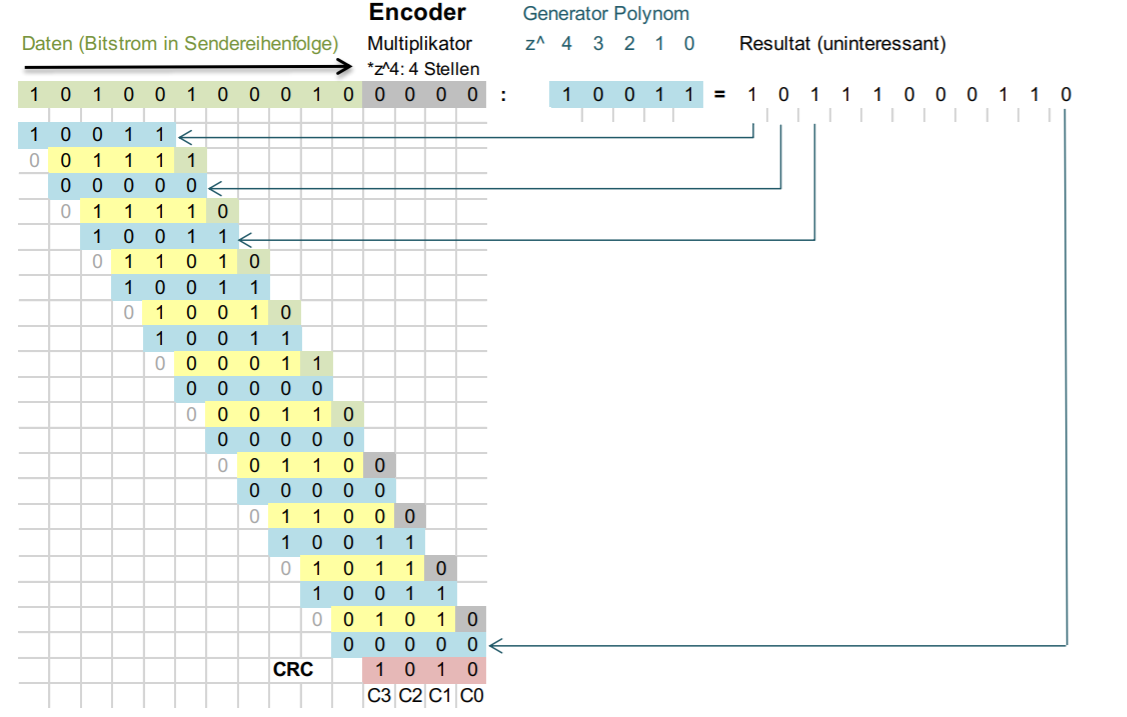 Encoder Generator Polynom
Daten (Bitstrom in Sendereihenfolge) Multiplikator z^ 4 3 2 1 0 Resultat (uninteressant)
*z^4: 4 Stellen
1 0 1 0 0 1 0 0 0 1 0 0 0 0 0 : 1 0 0 1 1 = 1 0 1 1 1 0 0 0 1 1 0
1 0 0 1 1
0 0 1 1 1 1
0 0 0 0 0
0 1 1 1 1 0
1 0 0 1 1
0 1 1 0 1 0
1 0 0 1 1
0 1 0 0 1 0
1 0 0 1 1
0 0 0 0 1 1
0 0 0 0 0
0 0 0 1 1 0
0 0 0 0 0
0 0 1 1 0 0
0 0 0 0 0
0 1 1 0 0 0
1 0 0 1 1
0 1 0 1 1 0
1 0 0 1 1
0 0 1 0 1 0
0 0 0 0 0
CRC 1 0 1 0
C3 C2 C1 C0